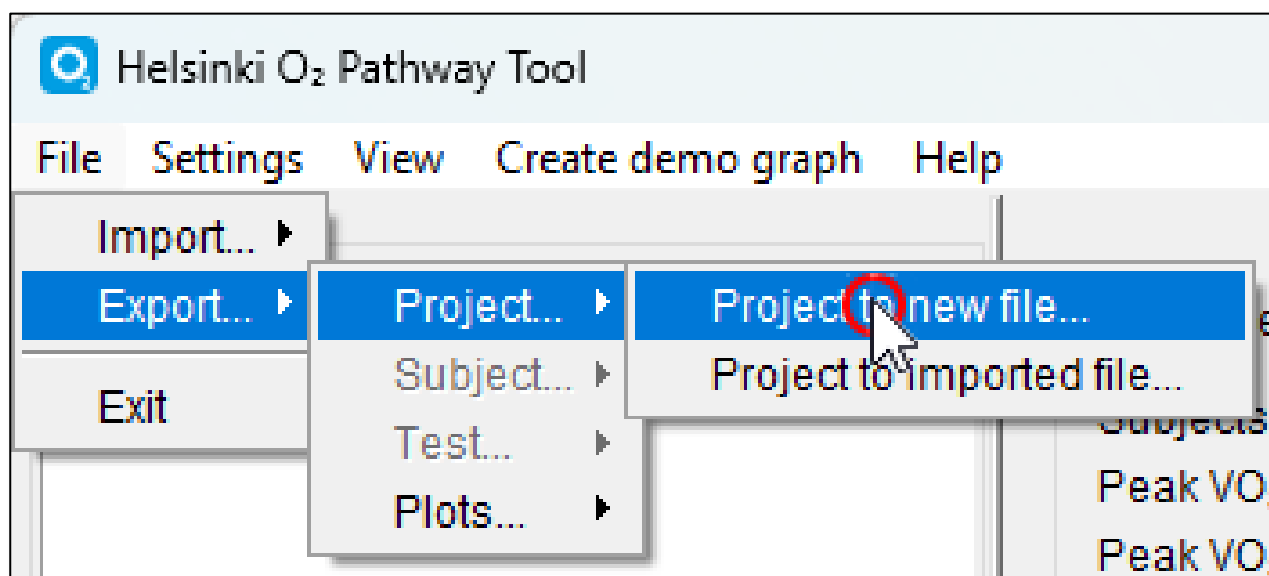 Helsinki O₂ Pathway Tool
File Settings View Create demo graph Help
Import...
Export... Project... Project to new file...
Subject... Project to imported file...
Exit
Subjects
Test...
Peak VO
Plots...
Peak VO